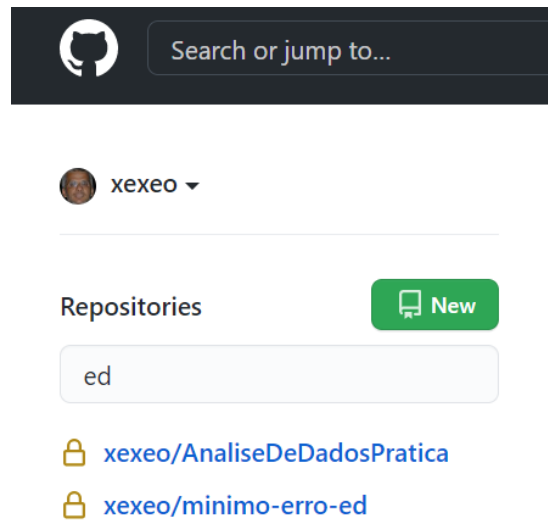 Search or jump to...
xexeo
Repositories
New
ed
xexeo/AnaliseDeDadosPratica
xexeo/minimo-erro-ed